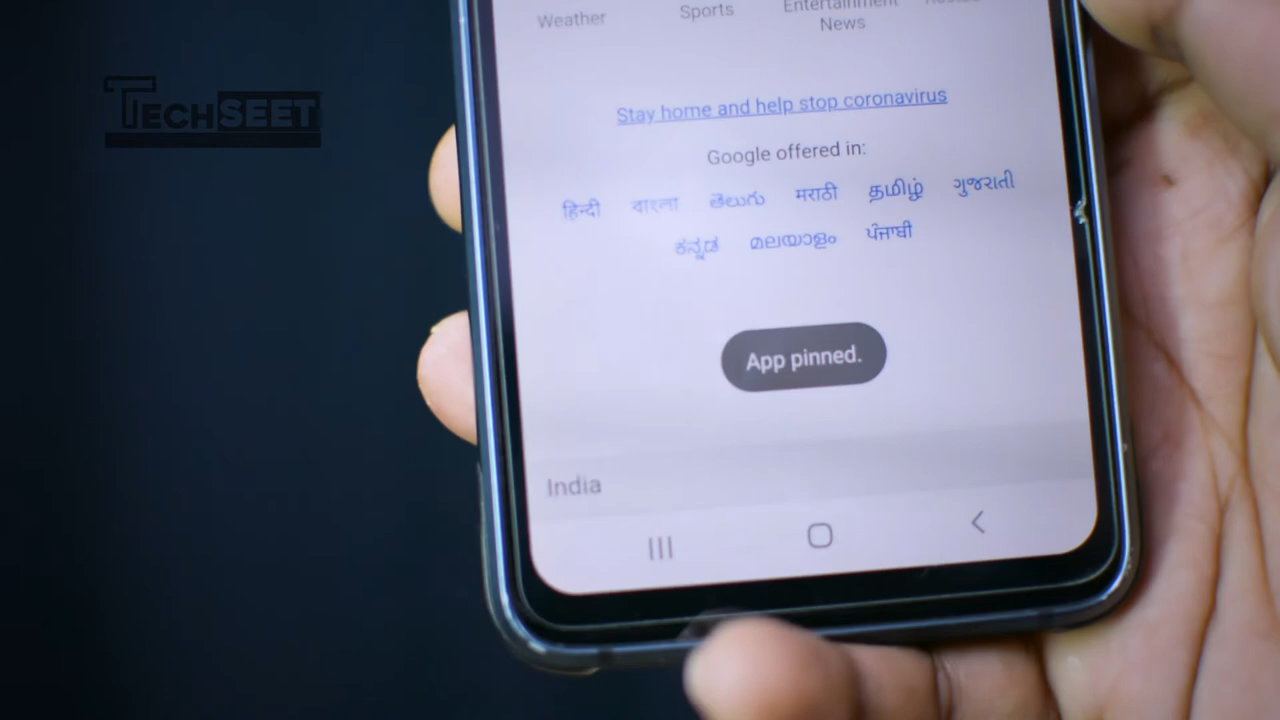 TECHSEET
Weather Sports Entertainment
News
Stay home and help stop coronavirus
Google offered in:
हिन्दी বাংলা తెలుగు मराठी தமிழ் ગુજરાતી
ಕನ್ನಡ മലയാളം ਪੰਜਾਬੀ
App pinned.
India